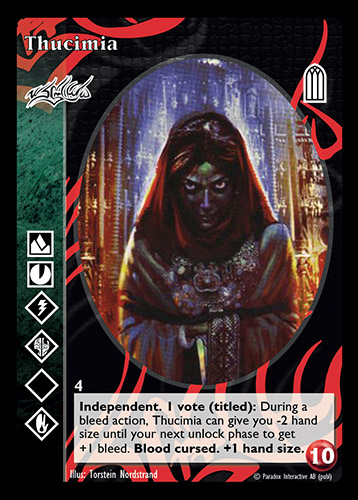 Thucimia
4
Independent. 1 vote (titled): During a
bleed action, Thucimia can give you -2 hand
size until your next unlock phase to get
+1 bleed. Blood cursed. +1 hand size.
10
Illus: Torstein Nordstrand
© Paradox Interactive AB (publ)